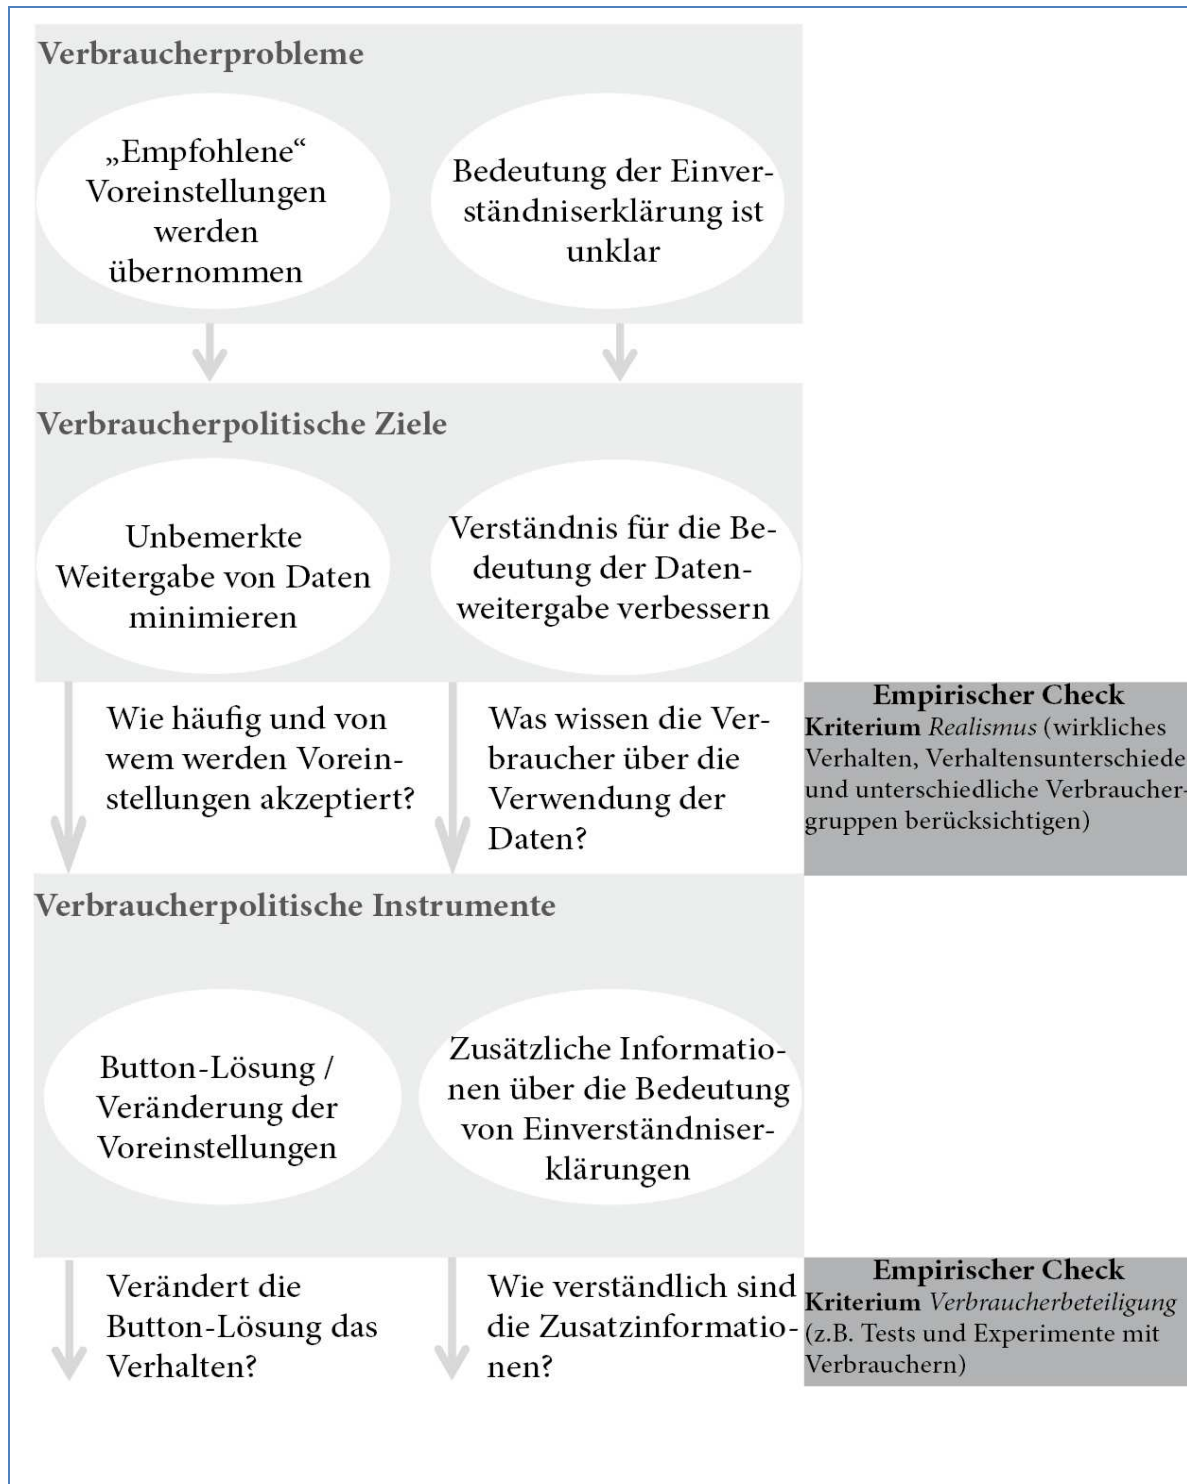 Verbraucherprobleme
„Empfohlene“
Voreinstellungen
werden
übernommen
Bedeutung der Einver-
ständniserklärung ist
unklar
Verbraucherpolitische Ziele
Unbemerkte
Weitergabe von Daten
minimieren
Verständnis für die Be-
deutung der Daten-
weitergabe verbessern
Wie häufig und von
wem werden Vorein-
stellungen akzeptiert?
Was wissen die Ver-
braucher über die
Verwendung der
Daten?
Empirischer Check
Kriterium Realismus (wirkliches
Verhalten, Verhaltensunterschiede
und unterschiedliche Verbraucher-
gruppen berücksichtigen)
Verbraucherpolitische Instrumente
Button-Lösung /
Veränderung der
Voreinstellungen
Zusätzliche Informatio-
nen über die Bedeutung
von Einverständniser-
klärungen
Verändert die
Button-Lösung das
Verhalten?
Wie verständlich sind
die Zusatzinformatio-
nen?
Empirischer Check
Kriterium Verbraucherbeteiligung
(z.B. Tests und Experimente mit
Verbrauchern)